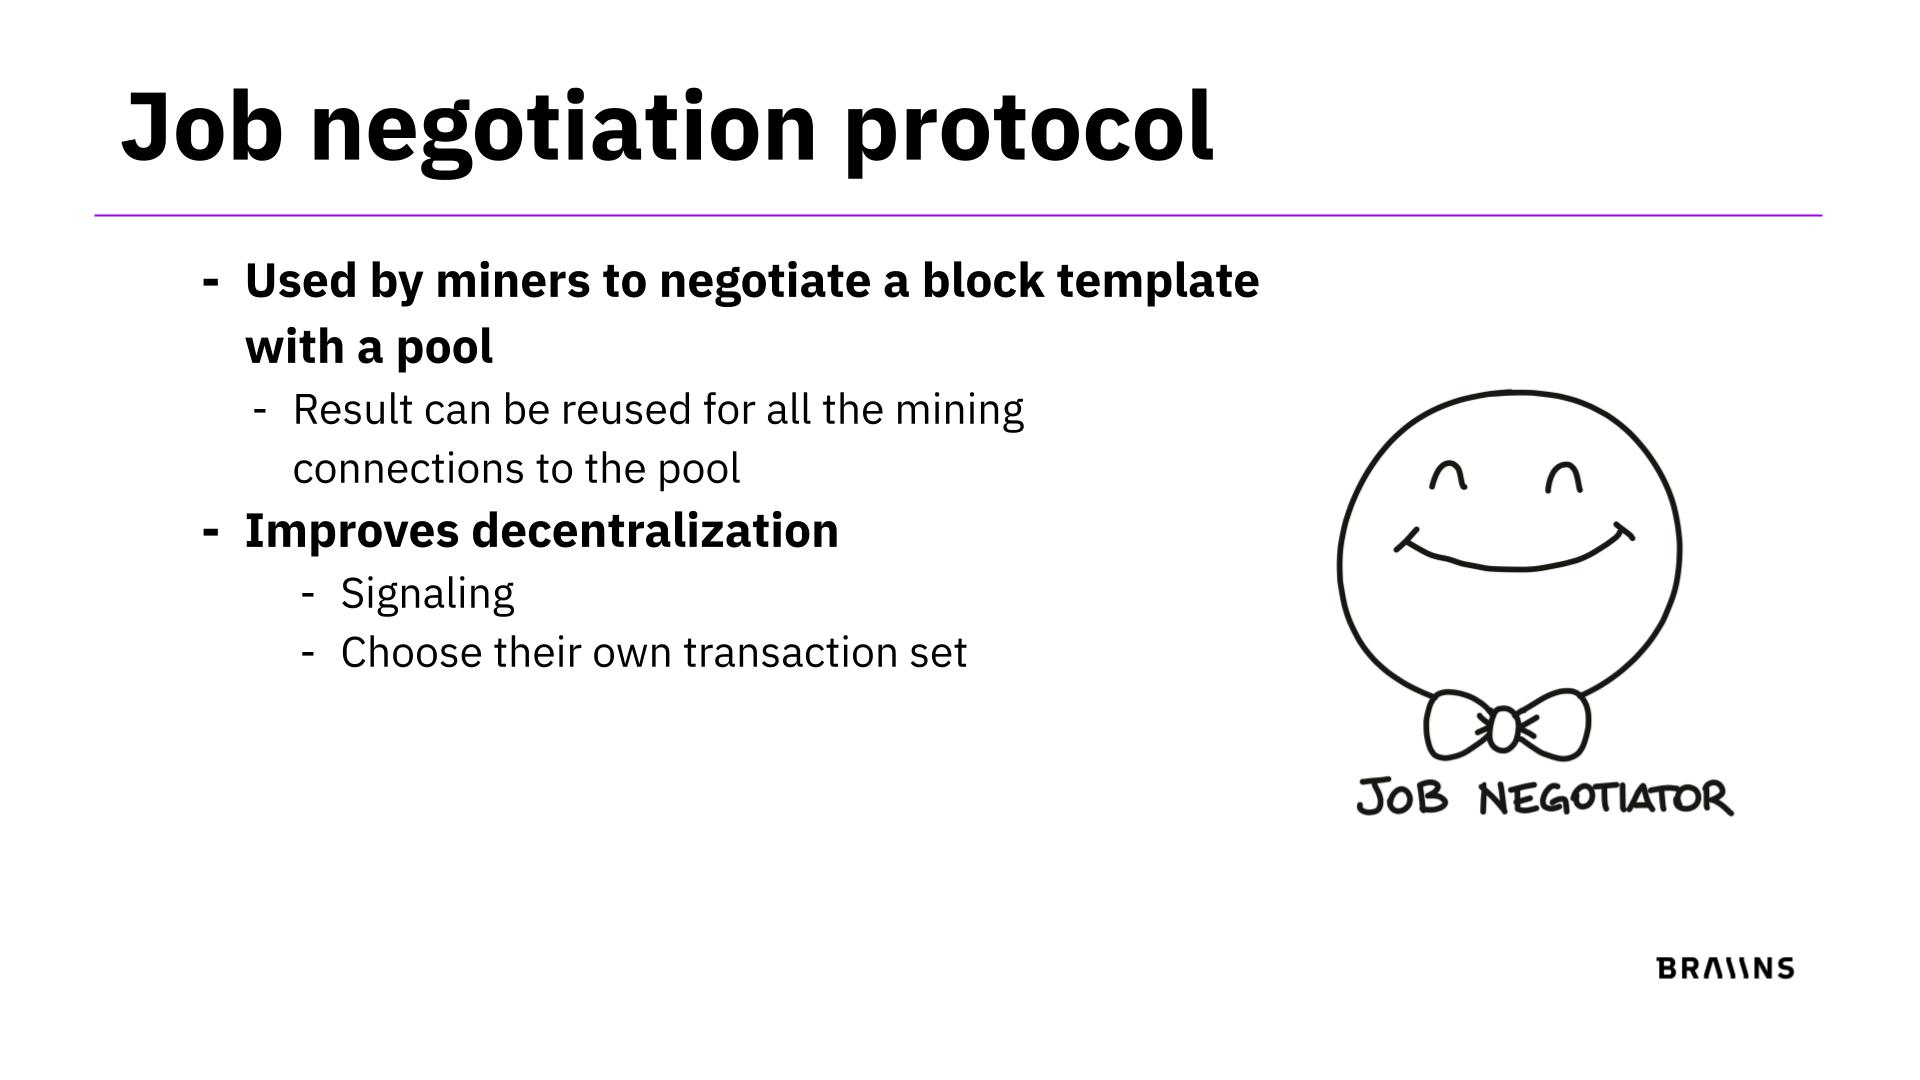 Job negotiation protocol
- Used by miners to negotiate a block template
with a pool
- Result can be reused for all the mining
connections to the pool
- Improves decentralization
- Signaling
- Choose their own transaction set
JOB NEGOTIATOR
BRAIINS